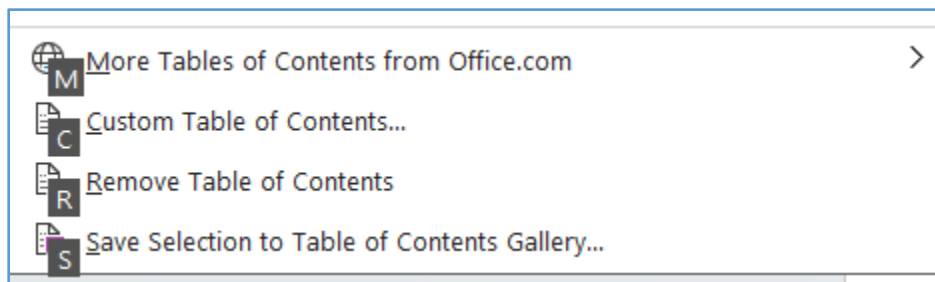 M More Tables of Contents from Office.com
C Custom Table of Contents...
R Remove Table of Contents
S Save Selection to Table of Contents Gallery...